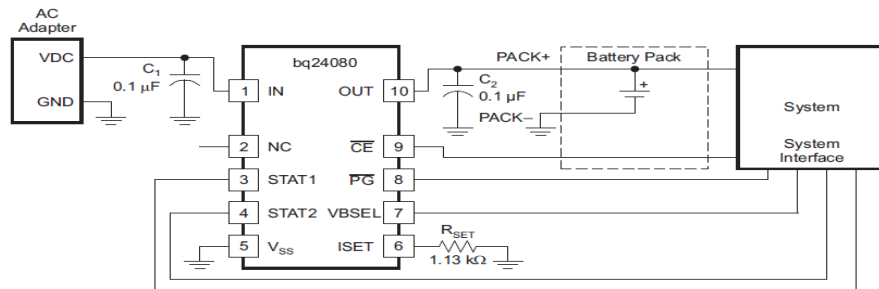 AC
Adapter
VDC
GND
C1
0.1 μF
bq24080
1 IN
OUT 10
2 NC
CE 9
3 STAT1
PG 8
4 STAT2
VBSEL 7
5 VSS
ISET 6
C2
0.1 μF
PACK+
PACK–
Battery Pack
+
RSET
1.13 kΩ
System
System
Interface